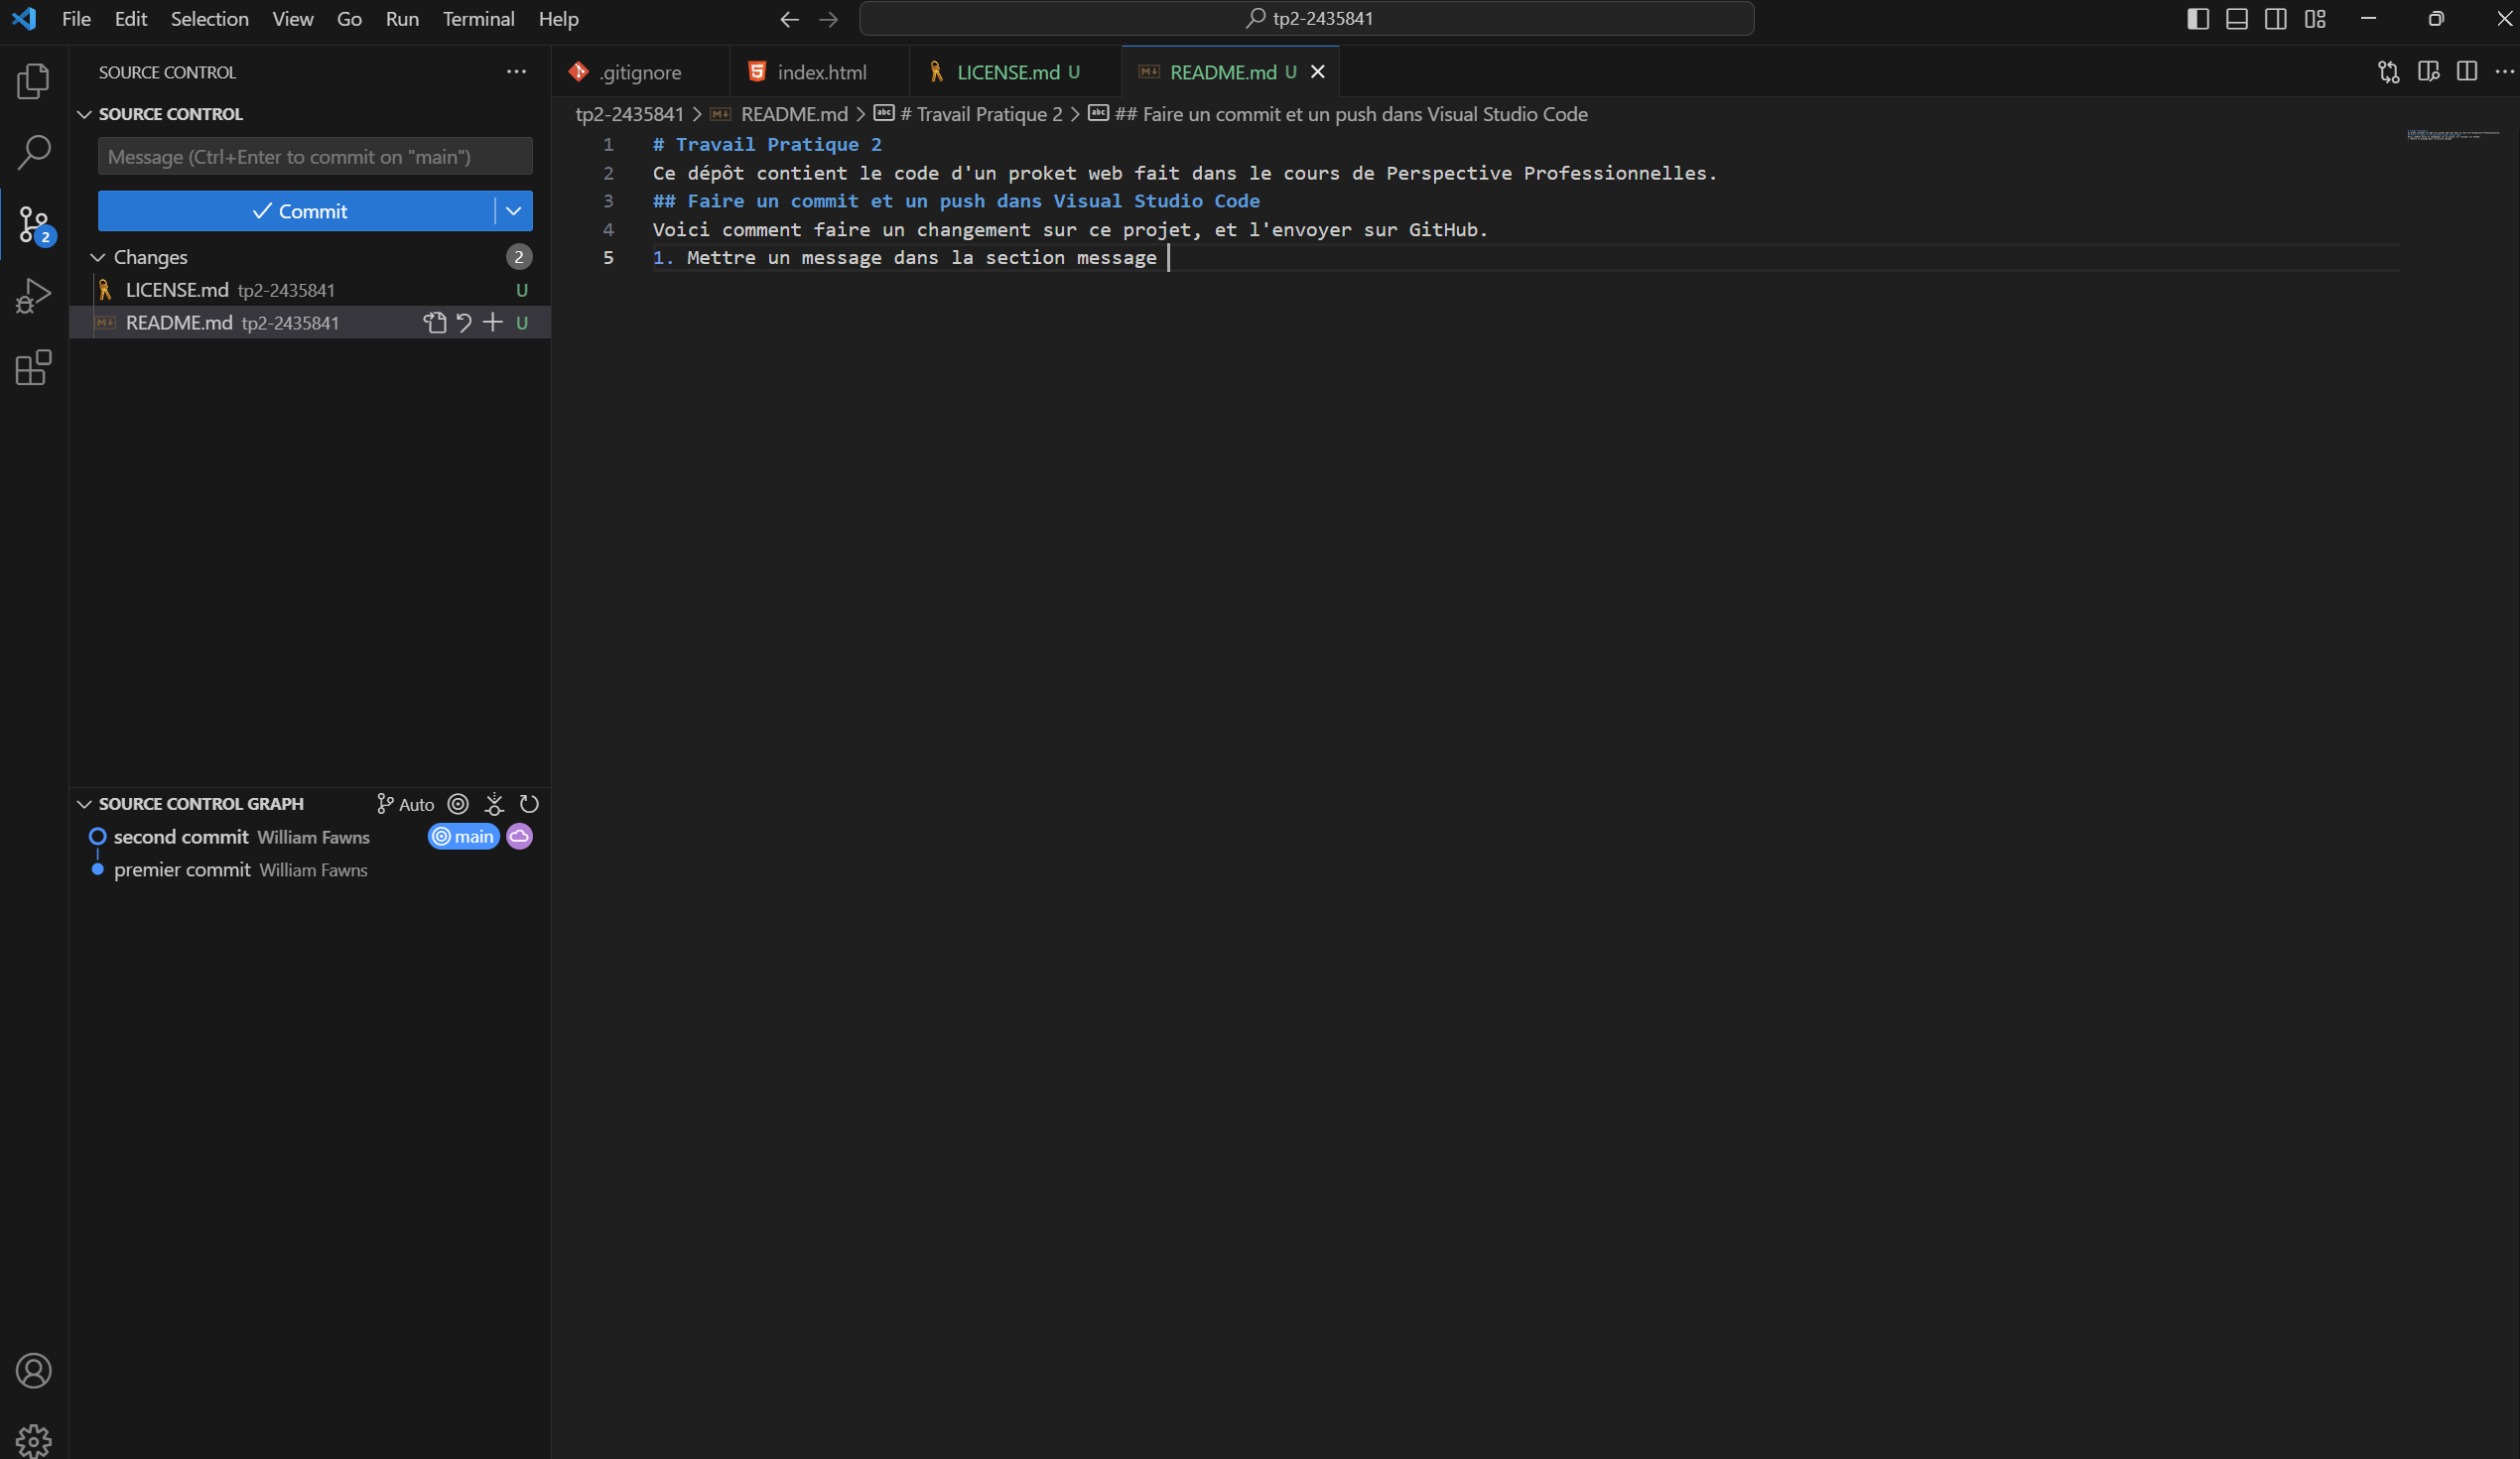 File Edit Selection View Go Run Terminal Help
tp2-2435841
SOURCE CONTROL
SOURCE CONTROL
Message (Ctrl+Enter to commit on "main")
Commit
2
Changes 2
LICENSE.md tp2-2435841 U
README.md tp2-2435841 U
SOURCE CONTROL GRAPH Auto
second commit William Fawns main
premier commit William Fawns
.gitignore index.html LICENSE.md U README.md U
tp2-2435841 > README.md > # Travail Pratique 2 > ## Faire un commit et un push dans Visual Studio Code
1 # Travail Pratique 2
2 Ce dépôt contient le code d'un proket web fait dans le cours de Perspective Professionnelles.
3 ## Faire un commit et un push dans Visual Studio Code
4 Voici comment faire un changement sur ce projet, et l'envoyer sur GitHub.
5 1. Mettre un message dans la section message